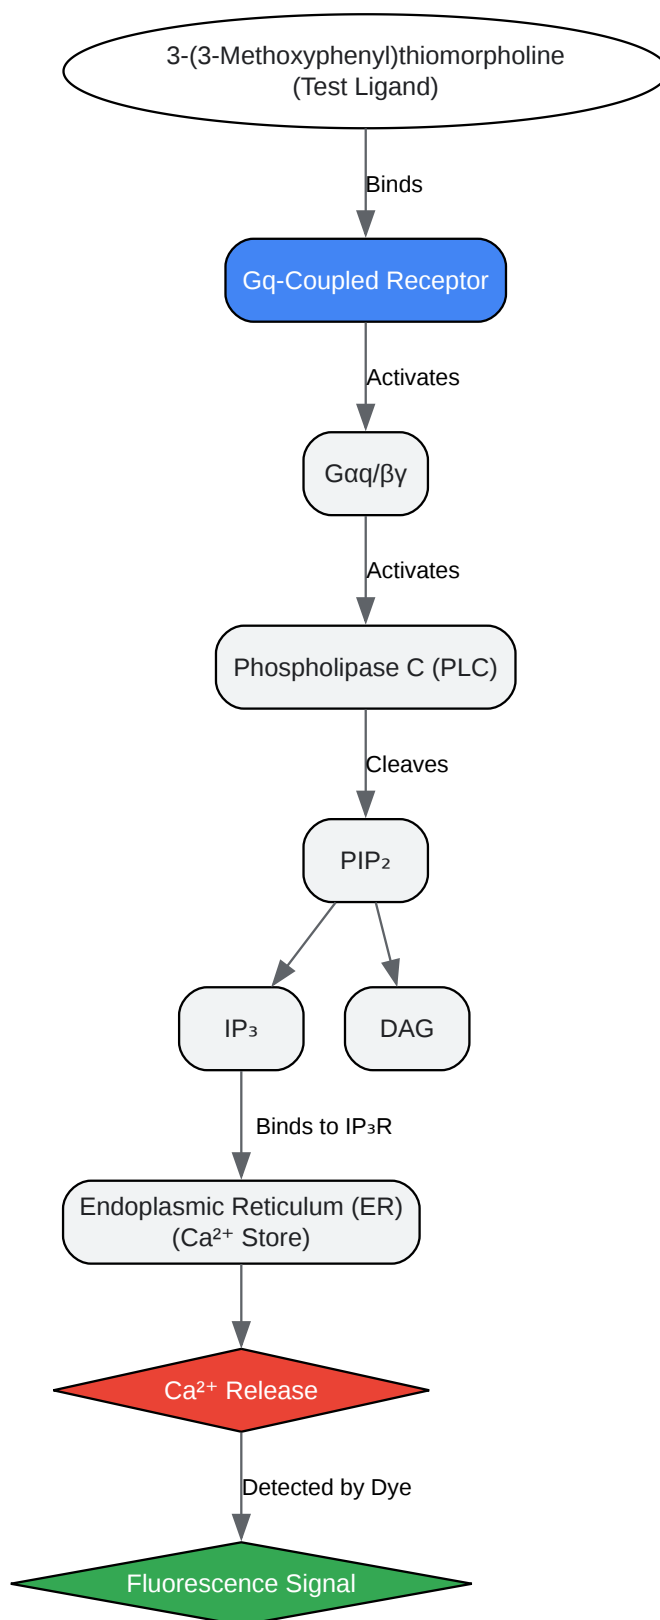 3-(3-Methoxyphenyl)thiomorpholine
(Test Ligand)
Binds
Gq-Coupled Receptor
Activates
Gαq/βγ
Activates
Phospholipase C (PLC)
Cleaves
PIP₂
IP₃
DAG
Binds to IP₃R
Endoplasmic Reticulum (ER)
(Ca²⁺ Store)
Ca²⁺ Release
Detected by Dye
Fluorescence Signal